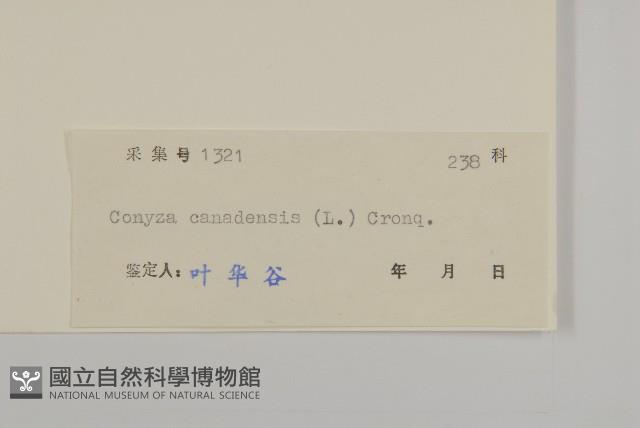 采集号 1321 238 科
Conyza canadensis (L.) Cronq.
鉴定人: 叶华谷 年 月 日
國立自然科學博物館
NATIONAL MUSEUM OF NATURAL SCIENCE